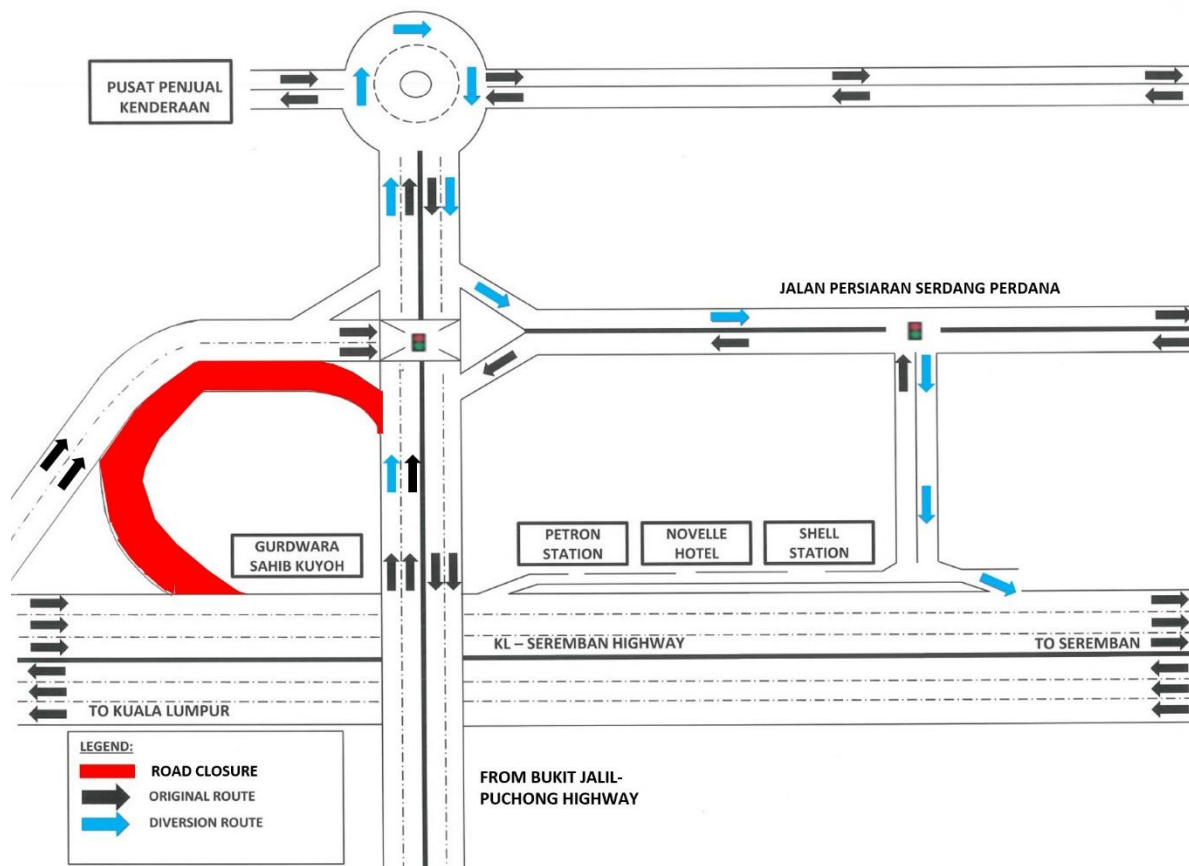 PUSAT PENJUAL
KENDERAAN
JALAN PERSIARAN SERDANG PERDANA
GURDWARA
SAHIB KUYOH
PETRON
STATION
NOVELLE
HOTEL
SHELL
STATION
KL – SEREMBAN HIGHWAY
TO SEREMBAN
TO KUALA LUMPUR
LEGEND:
ROAD CLOSURE
ORIGINAL ROUTE
DIVERSION ROUTE
FROM BUKIT JALIL-
PUCHONG HIGHWAY